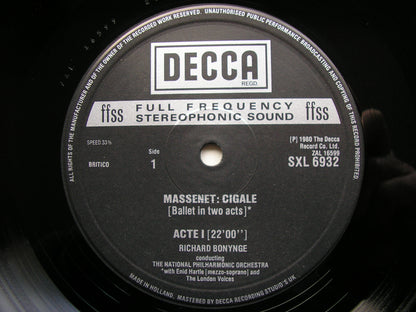 ALL RIGHTS OF THE MANUFACTURER AND OF THE OWNER OF THE RECORDED WORK RESERVED. UNAUTHORISED PUBLIC PERFORMANCE BROADCASTING AND COPYING OF THIS RECORD PROHIBITED
DECCA
REGD.
ffss FULL FREQUENCY ffss
STEREOPHONIC SOUND
SPEED 33⅓
Side
1
BRITICO
[P] 1980 The Decca
Record Co. Ltd.
ZAL 16599
SXL 6932
MASSENET: CIGALE
[Ballet in two acts]*
ACTE I [22'00'']
RICHARD BONYNGE
conducting
THE NATIONAL PHILHARMONIC ORCHESTRA
*with Enid Hartle [mezzo-soprano] and
The London Voices
MADE IN HOLLAND. MASTERED BY DECCA RECORDING STUDIO'S UK